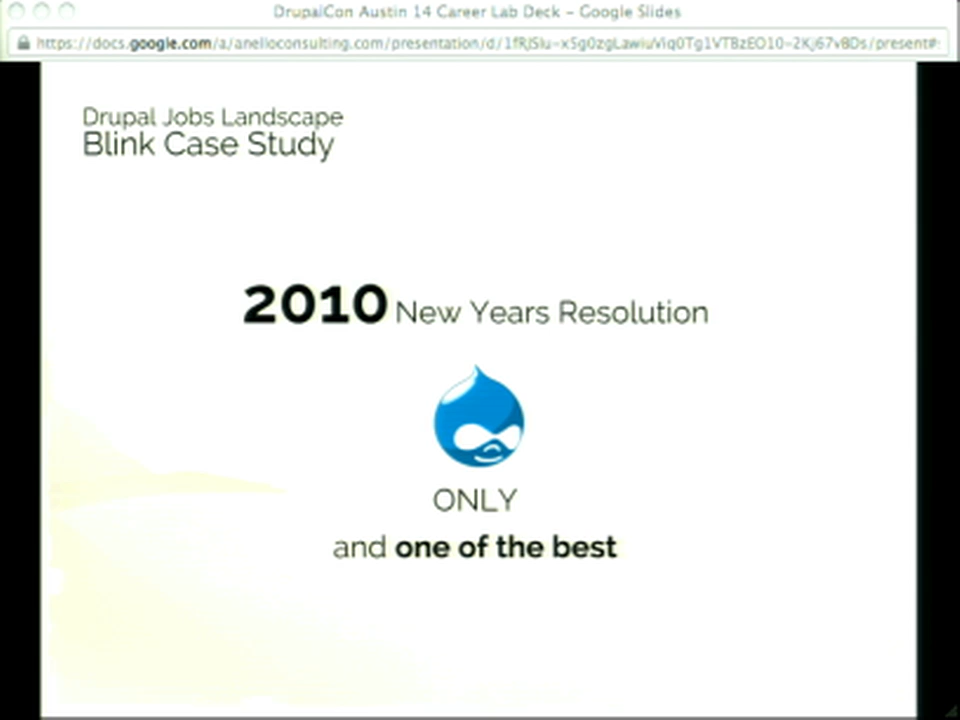 DrupalCon Austin 14 Career Lab Deck – Google Slides
Drupal Jobs Landscape
Blink Case Study
2010 New Years Resolution
ONLY
and one of the best